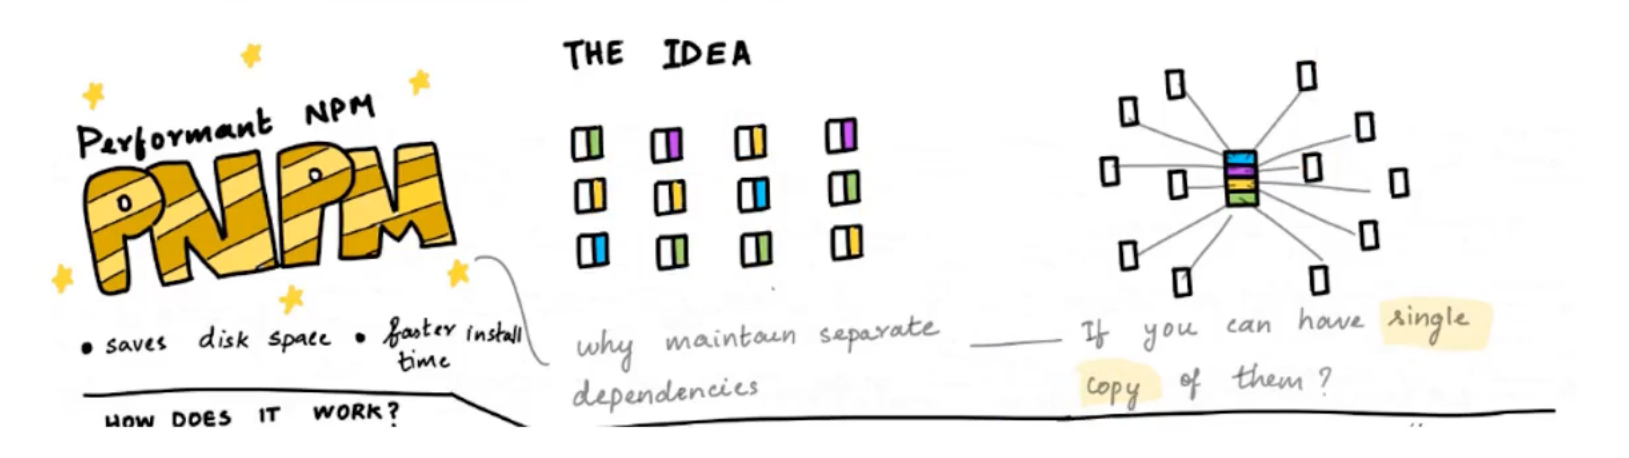 Performant NPM
PNPM
• saves disk space • faster install
time
THE IDEA
why maintain separate
dependencies
If you can have single
copy of them?
HOW DOES IT WORK?